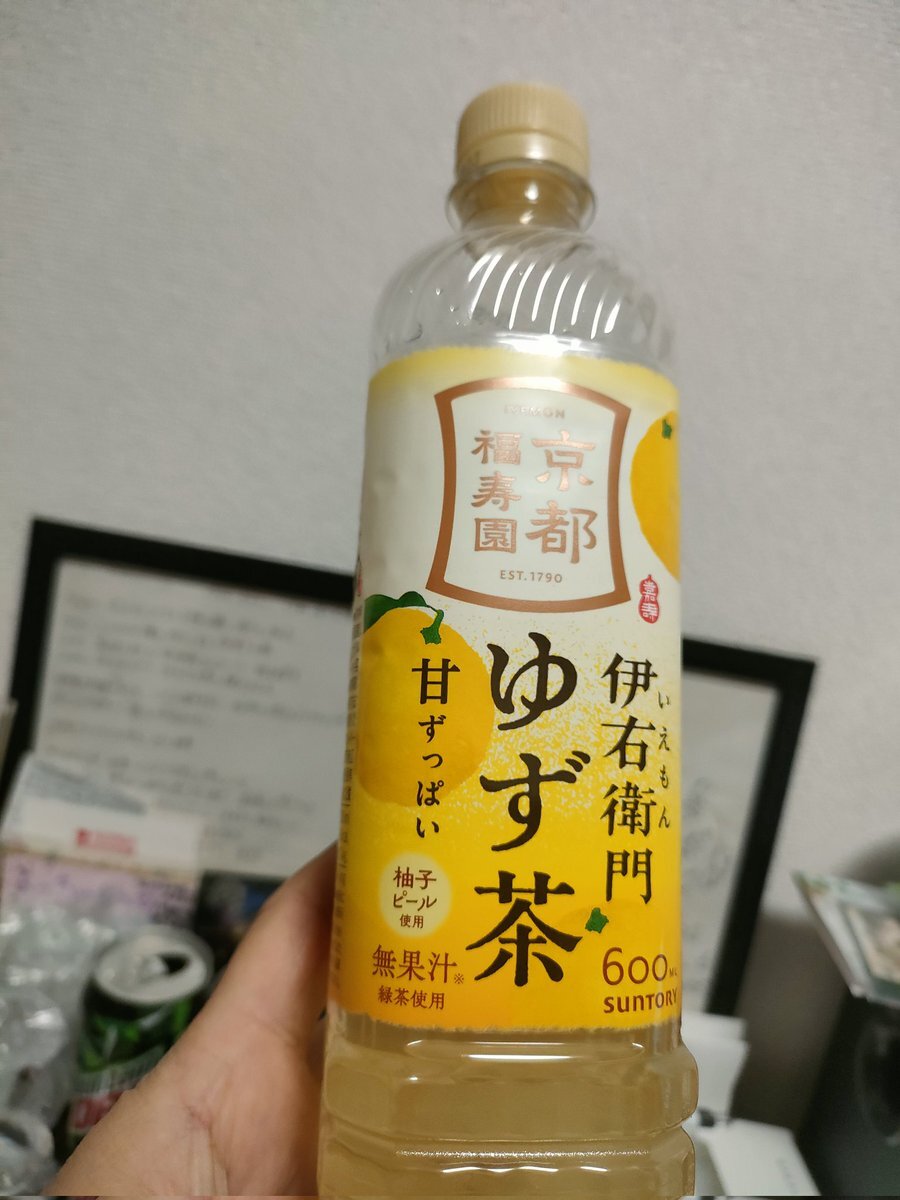 IYEMON
京都
福寿園
EST.1790
嘉壽
伊右衛門
いえもん
ゆず茶
甘ずっぱい
柚子
ピール
使用
無果汁※
緑茶使用
600ML
SUNTORY